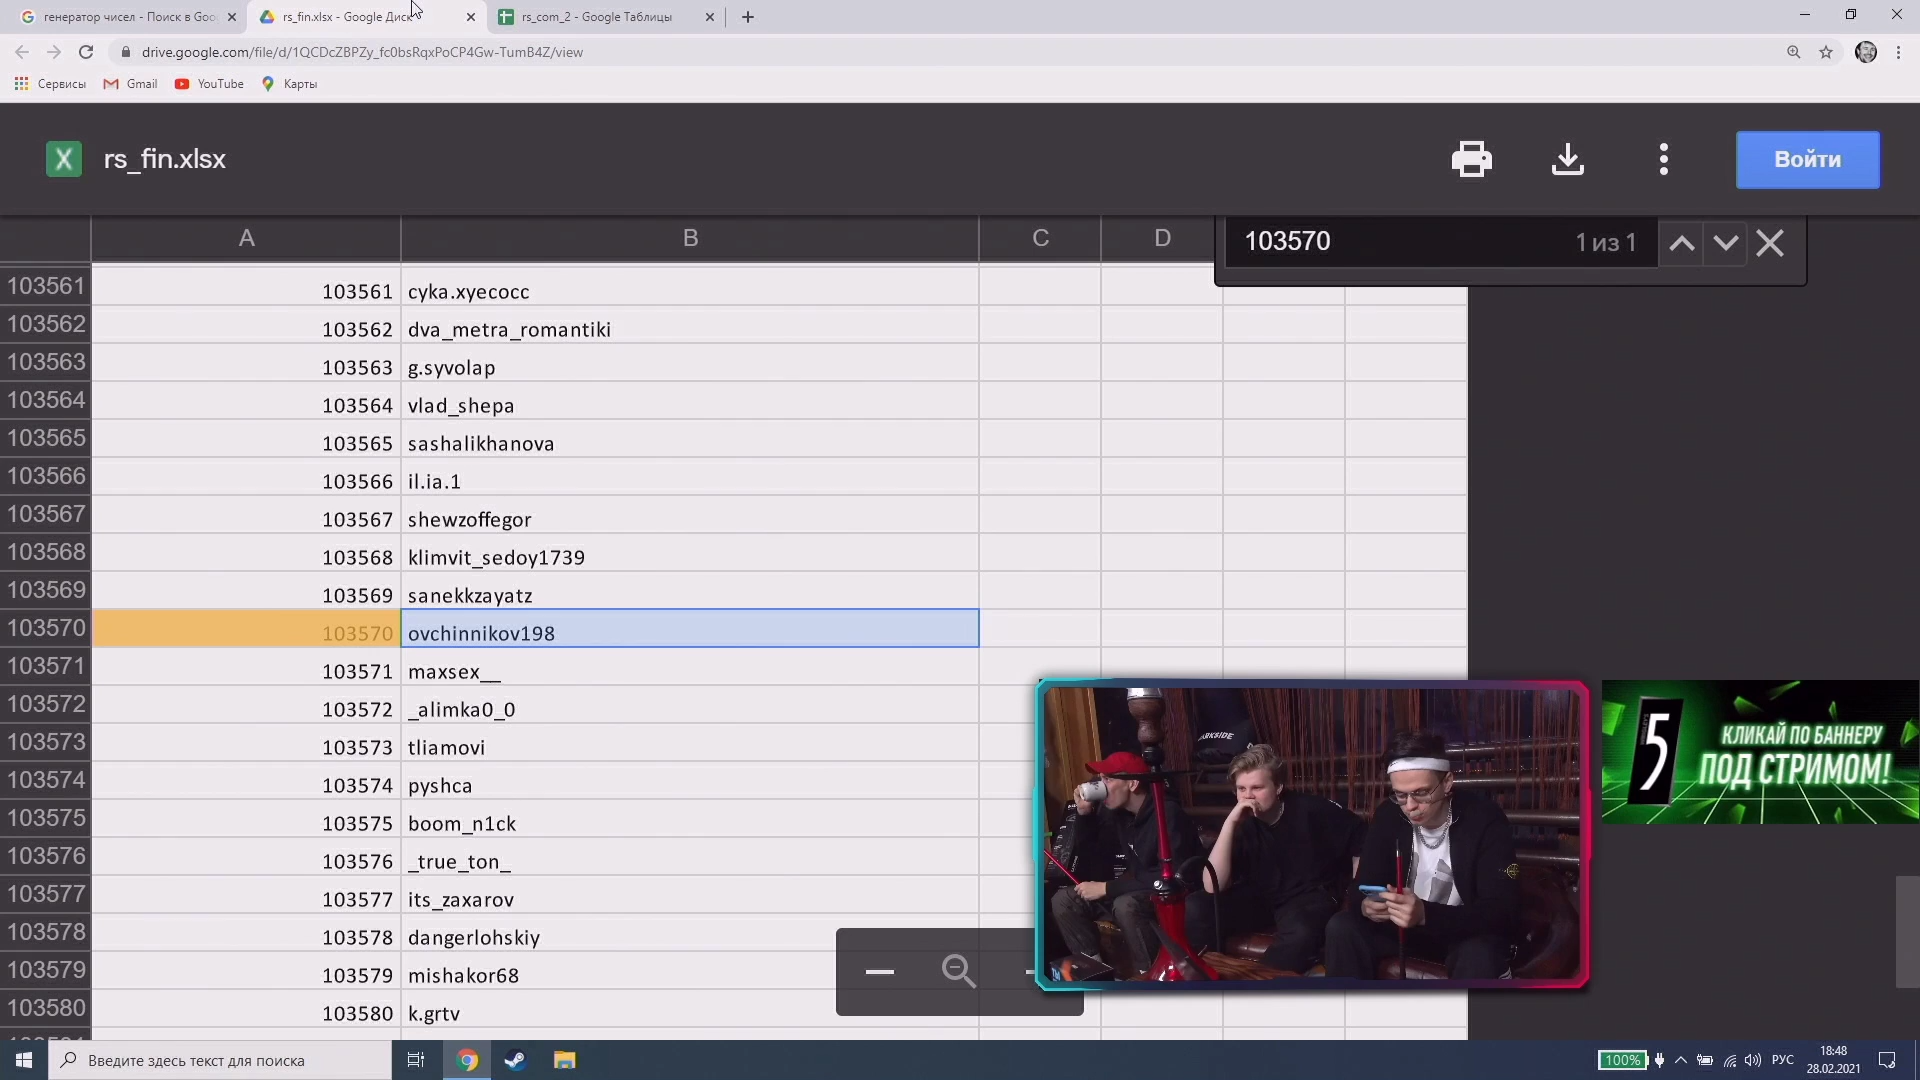 генератор чисел - Поиск в Goo
rs_fin.xlsx - Google Диск
rs_com_2 - Google Таблицы
drive.google.com/file/d/1QCDcZBPZy_fc0bsRqxPoCP4Gw-TumB4Z/view
Сервисы
Gmail
YouTube
Карты
X
rs_fin.xlsx
Войти
A
B
C
D
103570
1 из 1
103561 103561 cyka.xyecocc
103562 103562 dva_metra_romantiki
103563 103563 g.syvolap
103564 103564 vlad_shepa
103565 103565 sashalikhanova
103566 103566 il.ia.1
103567 103567 shewzoffegor
103568 103568 klimvit_sedoy1739
103569 103569 sanekkzayatz
103570 103570 ovchinnikov198
103571 103571 maxsex__
103572 103572 _alimka0_0
103573 103573 tliamovi
103574 103574 pyshca
103575 103575 boom_n1ck
103576 103576 _true_ton_
103577 103577 its_zaxarov
103578 103578 dangerlohskiy
103579 103579 mishakor68
103580 103580 k.grtv
DARKSIDE
5
КЛИКАЙ ПО БАННЕРУ
ПОД СТРИМОМ!
Введите здесь текст для поиска
100%
РУС
18:48
28.02.2021